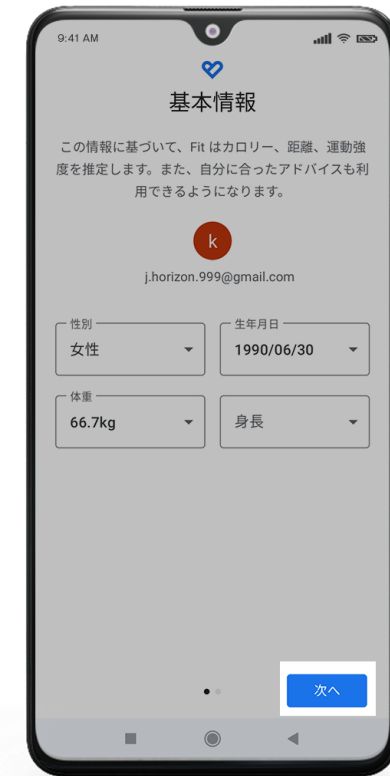 9:41 AM
基本情報
この情報に基づいて、Fit はカロリー、距離、運動強
度を推定します。また、自分に合ったアドバイスも利
用できるようになります。
k
j.horizon.999@gmail.com
性別
女性
生年月日
1990/06/30
体重
66.7kg
身長
次へ